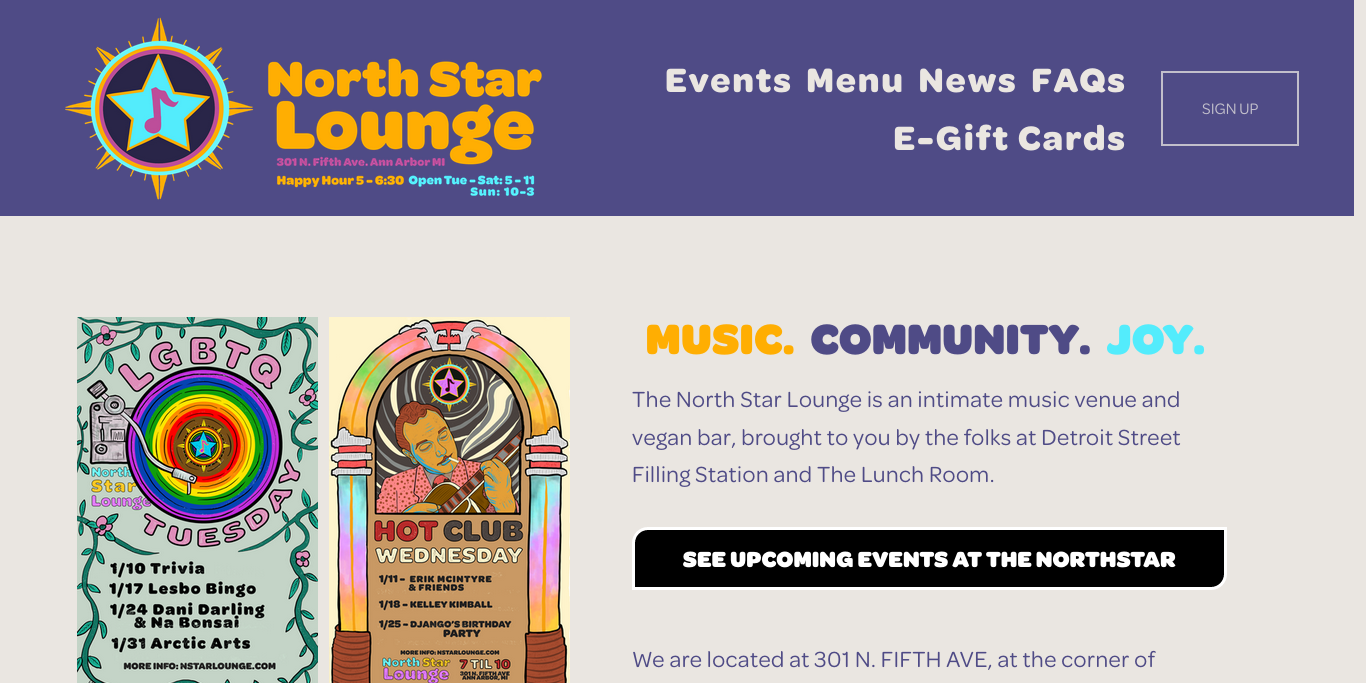 North Star
Lounge
301 N. Fifth Ave. Ann Arbor MI
Happy Hour 5 - 6:30 Open Tue - Sat: 5 - 11
Sun: 10-3
Events Menu News FAQs
E-Gift Cards
SIGN UP
LGBTQ
North
Star
Lounge
TUESDAY
1/10 Trivia
1/17 Lesbo Bingo
1/24 Dani Darling
& Na Bonsai
1/31 Arctic Arts
MORE INFO: NSTARLOUNGE.COM
HOT CLUB
WEDNESDAY
1/11 - ERIK MCINTYRE
& FRIENDS
1/18 - KELLEY KIMBALL
1/25 - DJANGO'S BIRTHDAY
PARTY
MORE INFO: NSTARLOUNGE.COM
North Star
Lounge
7 TIL 10
301 N. FIFTH AVE
ANN ARBOR, MI
MUSIC. COMMUNITY. JOY.
The North Star Lounge is an intimate music venue and
vegan bar, brought to you by the folks at Detroit Street
Filling Station and The Lunch Room.
SEE UPCOMING EVENTS AT THE NORTHSTAR
We are located at 301 N. FIFTH AVE, at the corner of